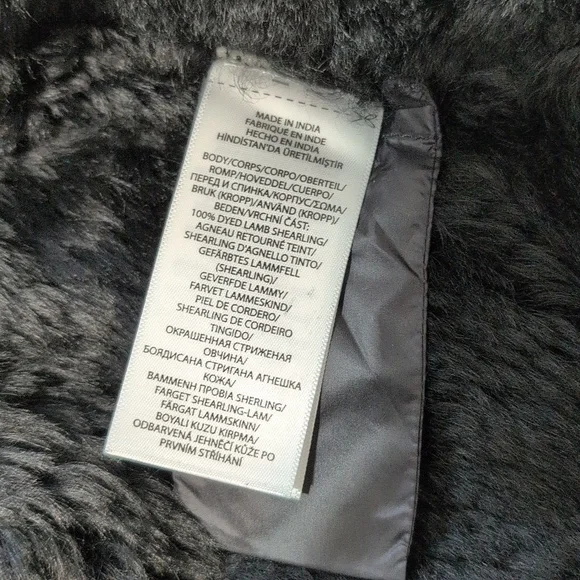 MADE IN INDIA
FABRIQUE EN INDE
HECHO EN INDIA
HİNDİSTAN'DA ÜRETİLMİŞTİR
BODY/CORPS/CORPO/OBERTEIL/
ROMP/HOVEDDEL/CUERPO/
ПЕРЕД И СПИНКА/КОРПУС/ΣΩΜΑ/
BRUK (KROPP)/ANVÄND (KROPP)/
BEDEN/VRCHNÍ ČÁST:
100% DYED LAMB SHEARLING/
AGNEAU RETOURNÉ TEINT/
SHEARLING D'AGNELLO TINTO/
GEFÄRBTES LAMMFELL
(SHEARLING)/
GEVERFDE LAMMY/
FARVET LAMMESKIND/
PIEL DE CORDERO/
SHEARLING DE CORDEIRO
TINGIDO/
ОКРАШЕННАЯ СТРИЖЕНАЯ
ОВЧИНА/
БОЯДИСАНА СТРИГАНА АГНЕШКА
КОЖА/
ΒΑΜΜΕΝΗ ΠΡΟΒΙΑ SHERLING/
FARGET SHEARLING-LAM/
FÄRGAT LAMMSKINN/
BOYALI KUZU KIRPMA/
ODBARVENÁ JEHNĚČÍ KŮŽE PO
PRVNÍM STŘÍHÁNÍ